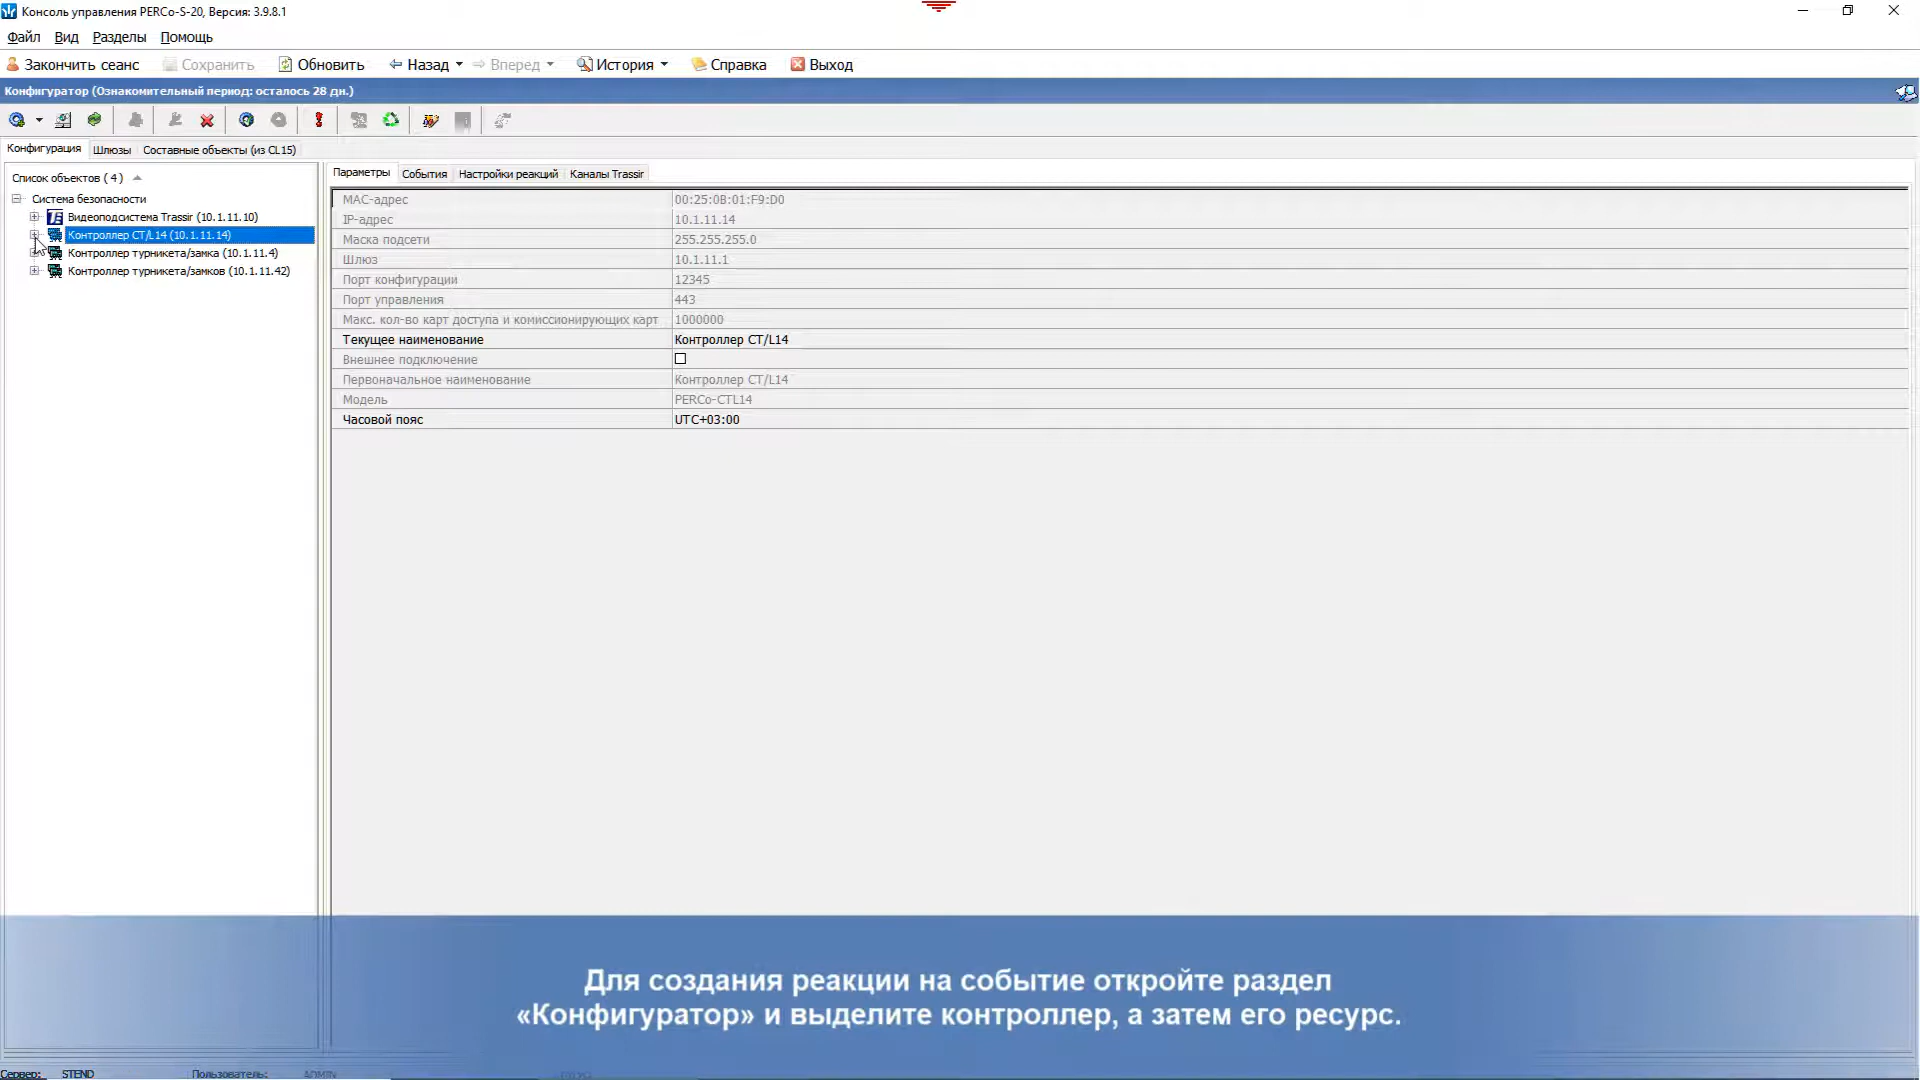 Консоль управления PERCo-S-20, Версия: 3.9.8.1
Файл Вид Разделы Помощь
Закончить сеанс Сохранить Обновить Назад Вперед История Справка Выход
Конфигуратор (Ознакомительный период: осталось 28 дн.)
Конфигурация Шлюзы Составные объекты (из CL15)
Список объектов ( 4 )
Система безопасности
Видеоподсистема Trassir (10.1.11.10)
Контроллер CT/L14 (10.1.11.14)
Контроллер турникета/замка (10.1.11.4)
Контроллер турникета/замков (10.1.11.42)
Параметры События Настройки реакций Каналы Trassir
MAC-адрес 00:25:0B:01:F9:D0
IP-адрес 10.1.11.14
Маска подсети 255.255.255.0
Шлюз 10.1.11.1
Порт конфигурации 12345
Порт управления 443
Макс. кол-во карт доступа и комиссионирующих карт 1000000
Текущее наименование Контроллер CT/L14
Внешнее подключение
Первоначальное наименование Контроллер CT/L14
Модель PERCo-CTL14
Часовой пояс UTC+03:00
Для создания реакции на событие откройте раздел
«Конфигуратор» и выделите контроллер, а затем его ресурс.
Сервер: STEND Пользователь: ADMIN